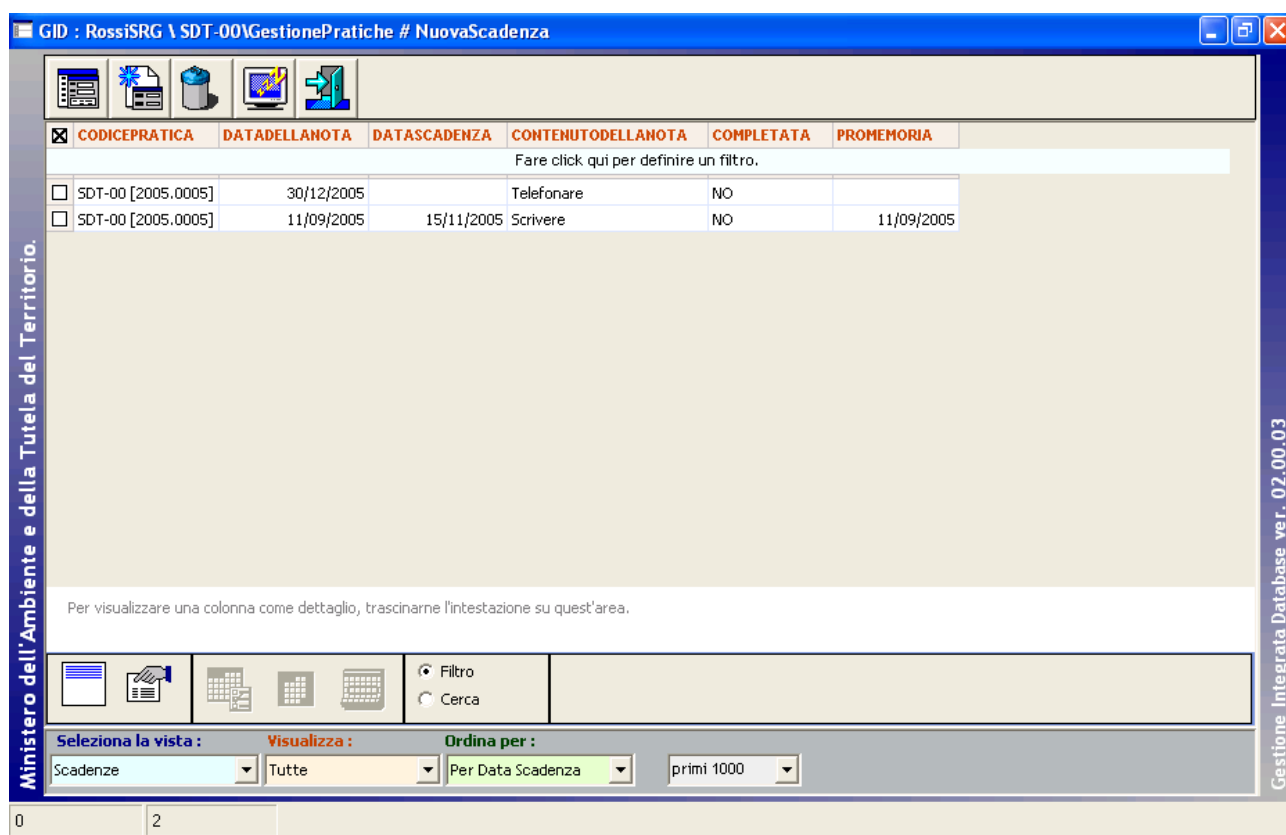 GID : RossiSRG \ SDT-00\GestionePratiche # NuovaScadenza
CODICEPRATICA DATADELLANOTA DATASCADENZA CONTENUTODELLANOTA COMPLETATA PROMEMORIA
Fare click qui per definire un filtro.
SDT-00 [2005.0005] 30/12/2005 Telefonare NO
SDT-00 [2005.0005] 11/09/2005 15/11/2005 Scrivere NO 11/09/2005
Per visualizzare una colonna come dettaglio, trascinarne l'intestazione su quest'area.
Filtro
Cerca
Seleziona la vista : Visualizza : Ordina per :
Scadenze Tutte Per Data Scadenza primi 1000
0 2
Ministero dell'Ambiente e della Tutela del Territorio.
Gestione Integrata Database ver. 02.00.03